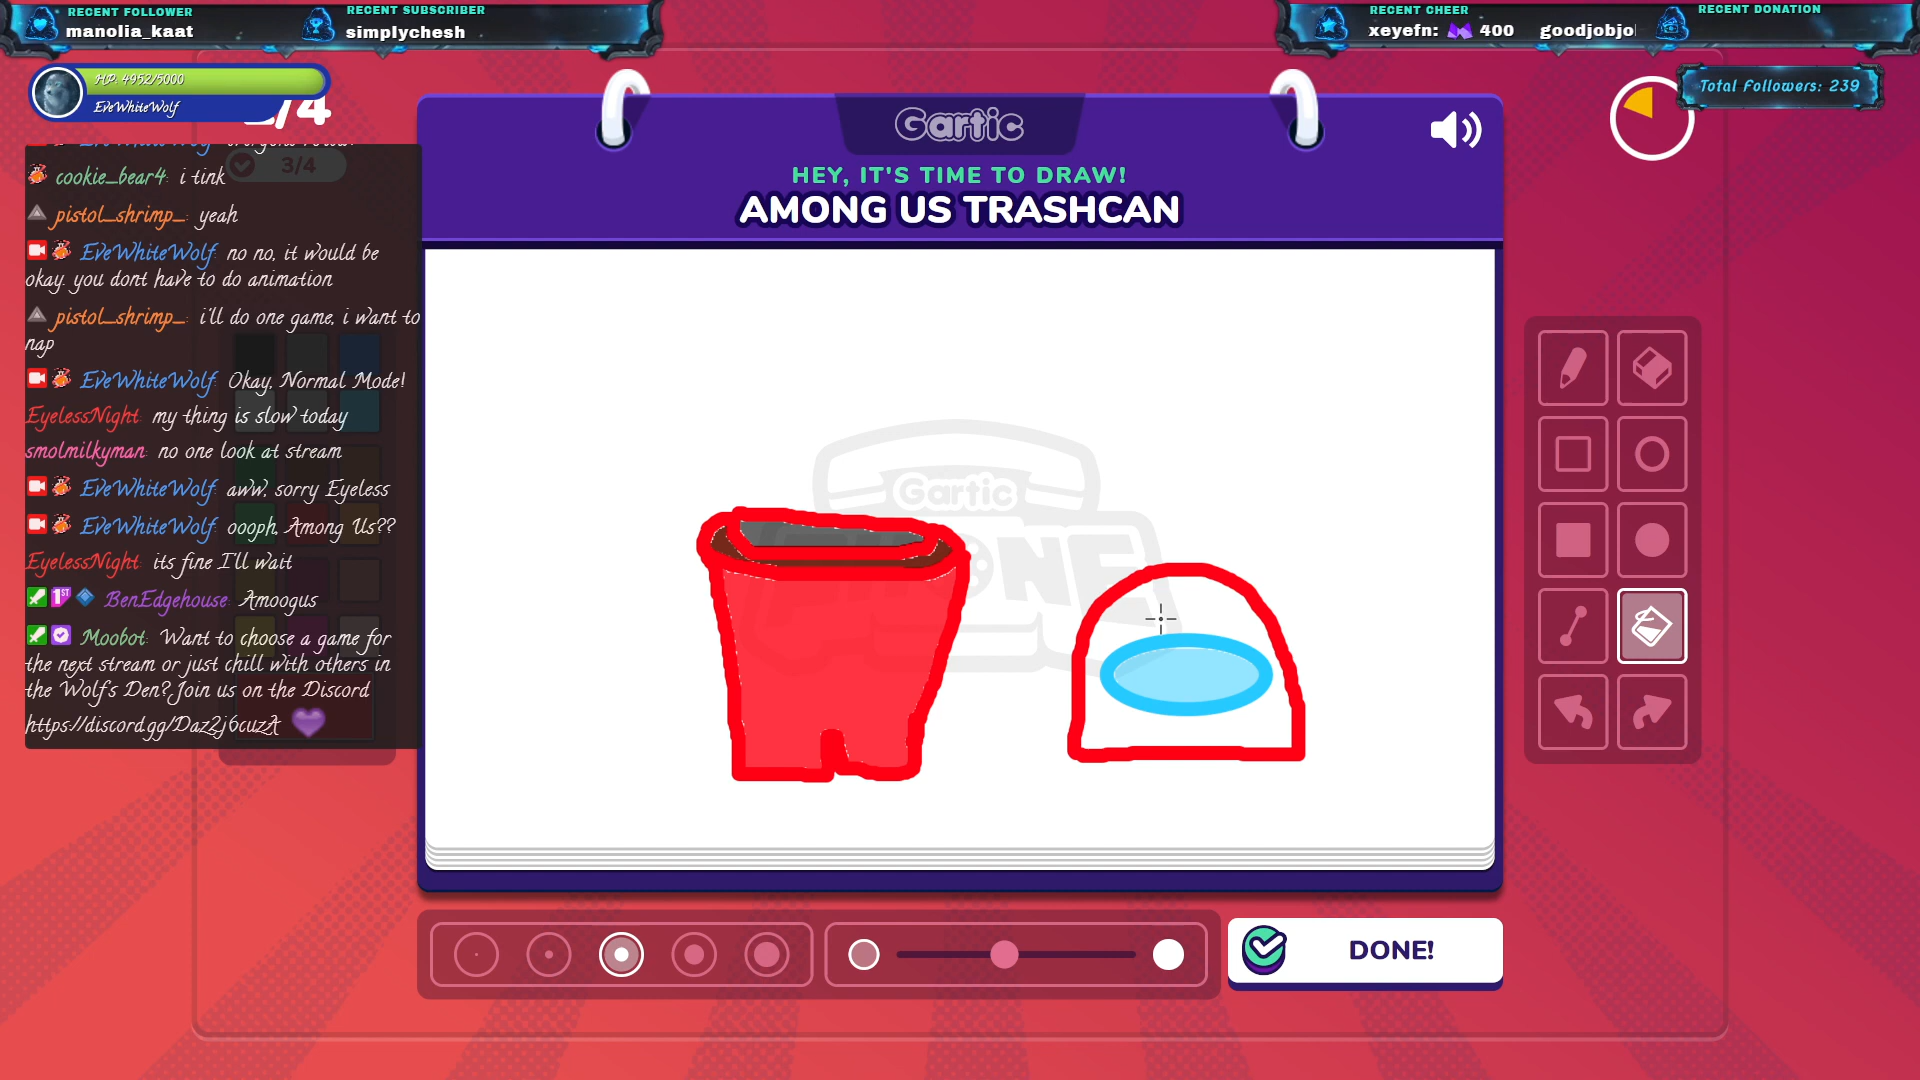 RECENT FOLLOWER
manolia_kaat
RECENT SUBSCRIBER
simplychesh
RECENT CHEER
xeyefn: 400 goodjobjo
RECENT DONATION
Total Followers: 239
HP: 4952/5000
EveWhiteWolf
/4
3/4
Gartic
HEY, IT'S TIME TO DRAW!
AMONG US TRASHCAN
cookie_bear4: i tink
pistol_shrimp_: yeah
EveWhiteWolf: no no, it would be
okay. you dont have to do animation
pistol_shrimp_: i'll do one game, i want to
nap
EveWhiteWolf: Okay, Normal Mode!
EyelessNight: my thing is slow today
smolmilkyman: no one look at stream
EveWhiteWolf: aww, sorry Eyeless
EveWhiteWolf: oooph, Among Us??
EyelessNight: its fine I'll wait
1ST BenEdgehouse: Amoogus
Moobot: Want to choose a game for
the next stream or just chill with others in
the Wolf's Den? Join us on the Discord
https://discord.gg/Daz2j6cuzA
Gartic
DONE!